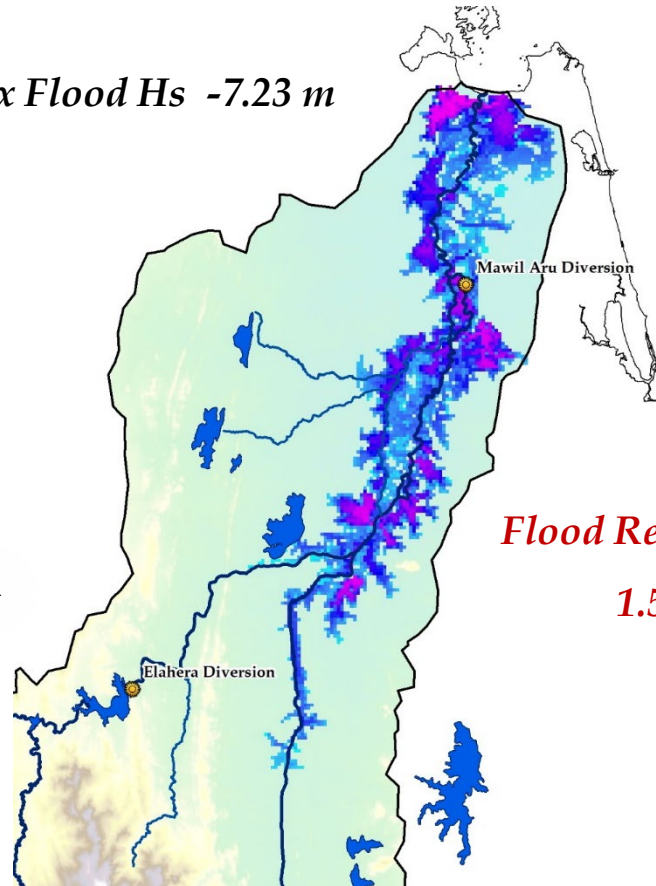 x Flood Hs -7.23 m
Mawil Aru Diversion
Flood Re
1.5
Elahera Diversion